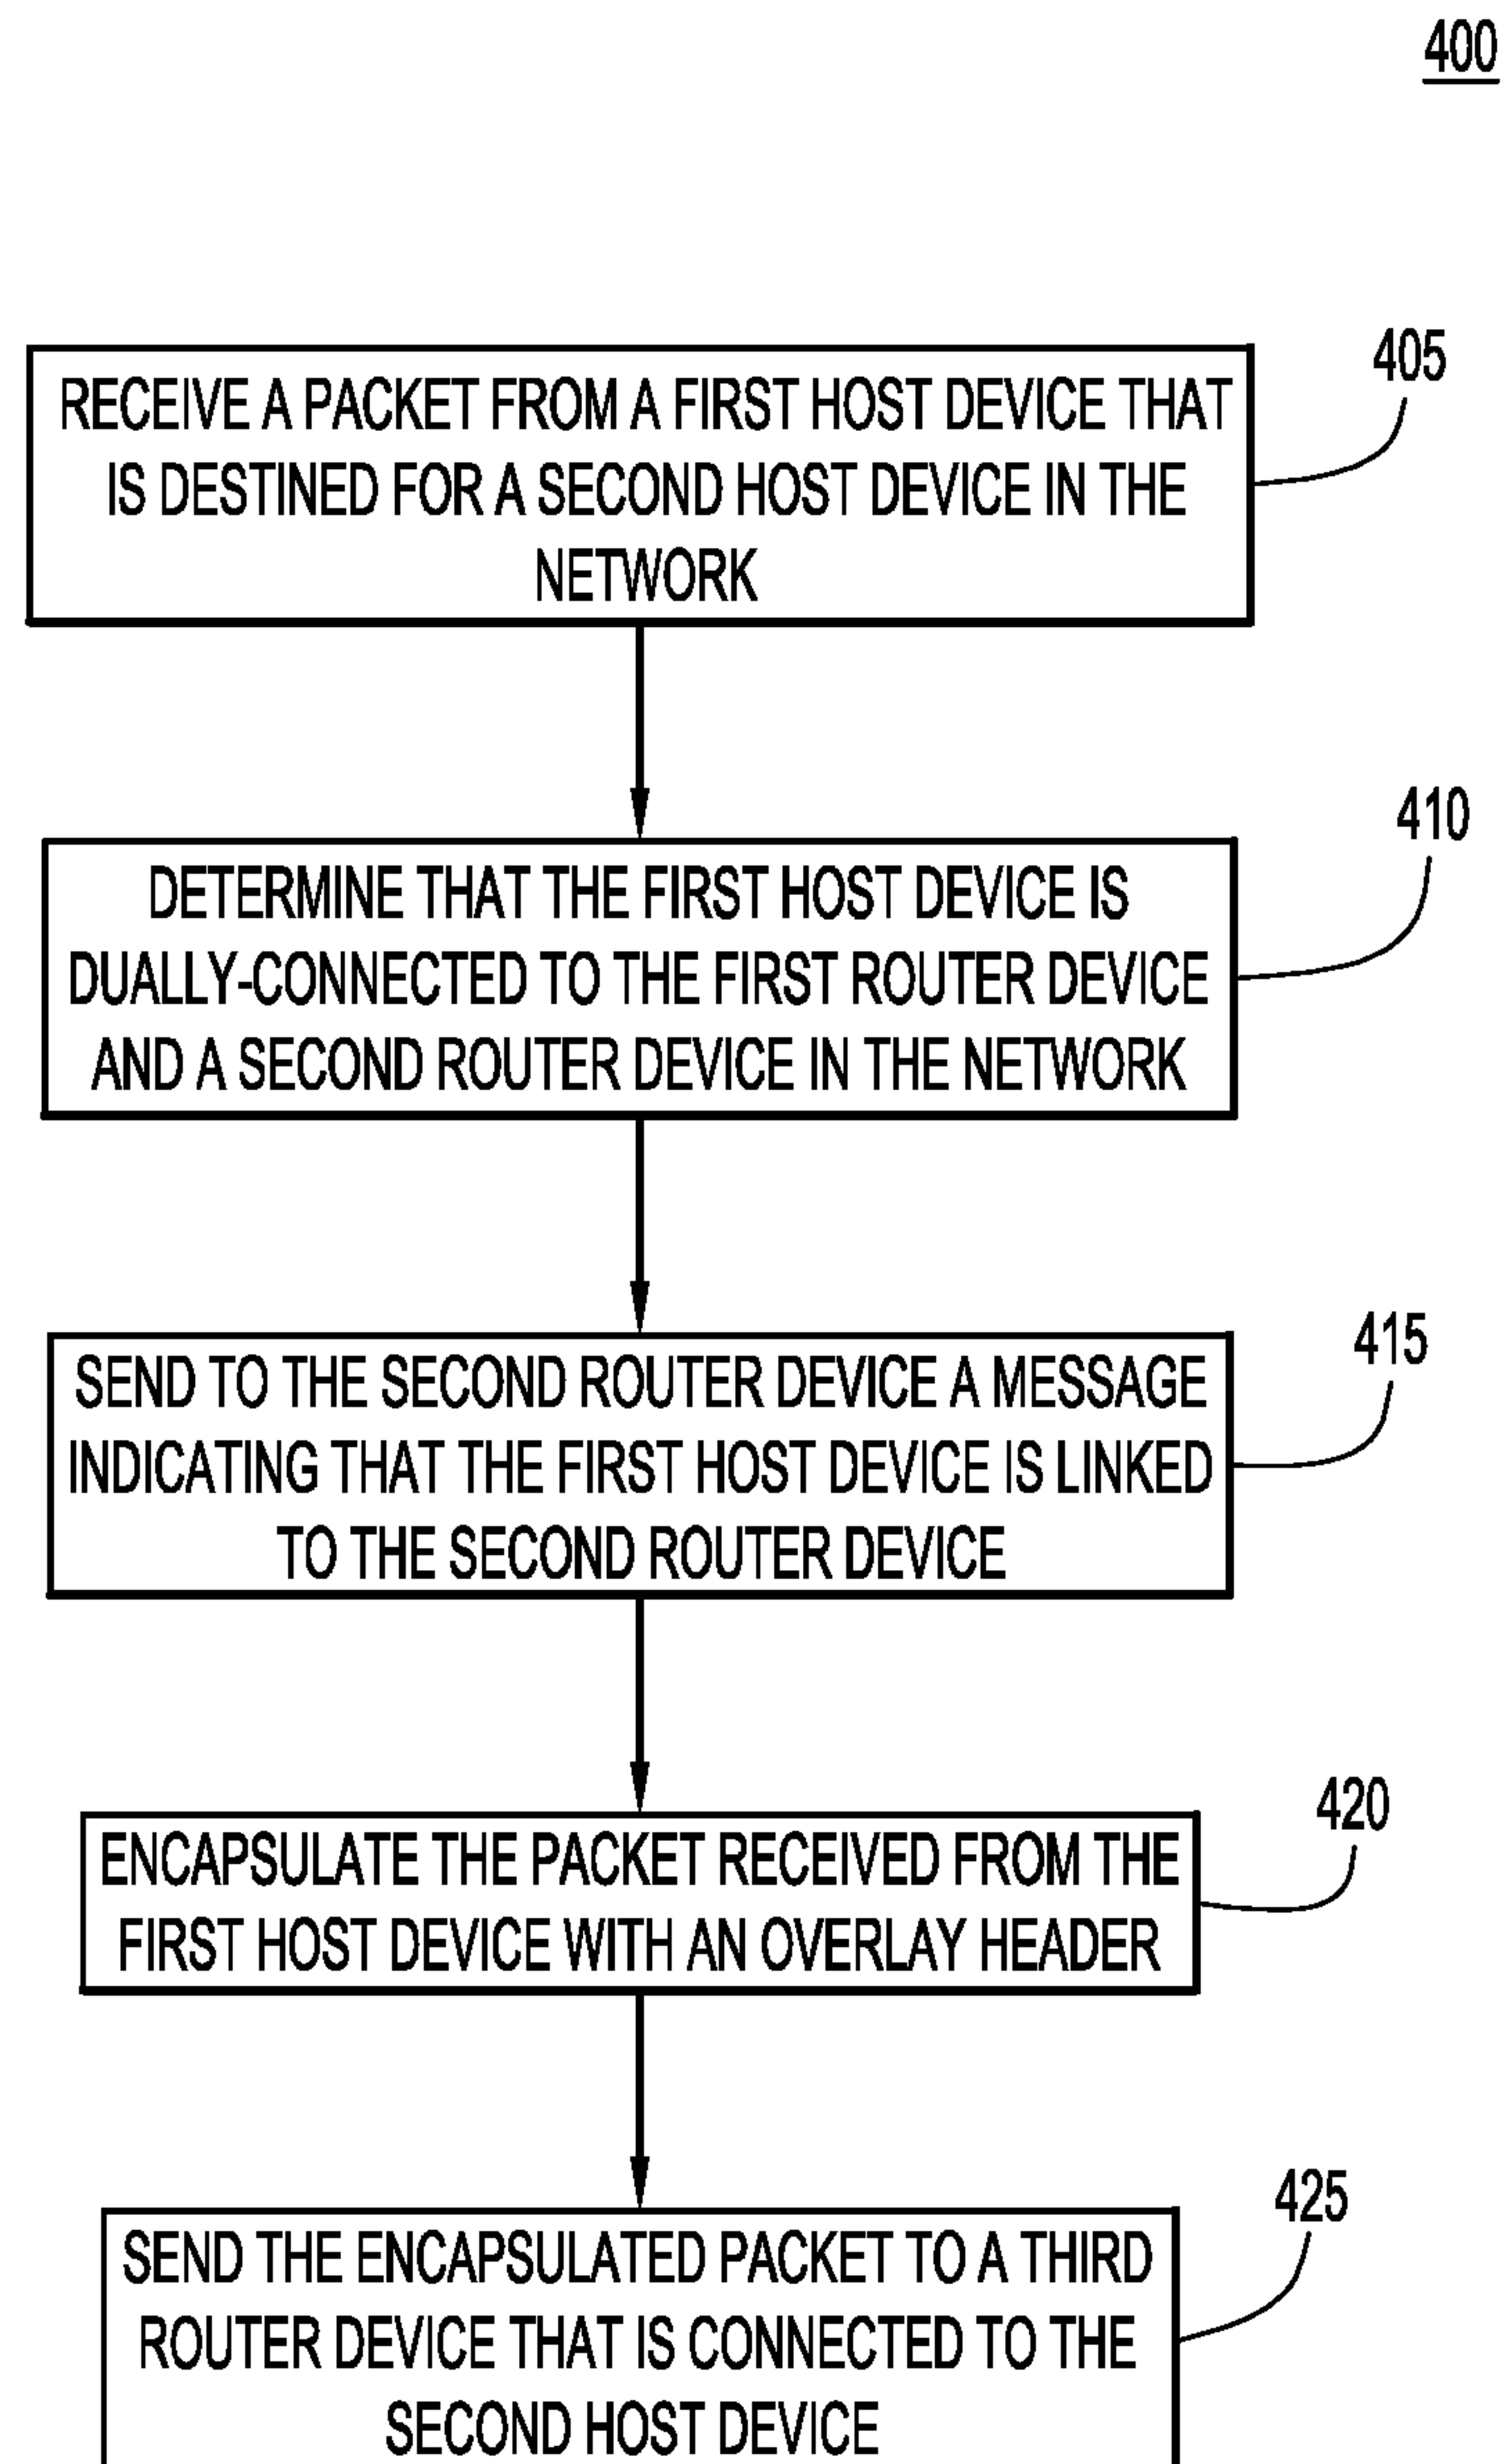 400
405
RECEIVE A PACKET FROM A FIRST HOST DEVICE THAT
IS DESTINED FOR A SECOND HOST DEVICE IN THE
NETWORK
410
DETERMINE THAT THE FIRST HOST DEVICE IS
DUALLY-CONNECTED TO THE FIRST ROUTER DEVICE
AND A SECOND ROUTER DEVICE IN THE NETWORK
415
SEND TO THE SECOND ROUTER DEVICE A MESSAGE
INDICATING THAT THE FIRST HOST DEVICE IS LINKED
TO THE SECOND ROUTER DEVICE
420
ENCAPSULATE THE PACKET RECEIVED FROM THE
FIRST HOST DEVICE WITH AN OVERLAY HEADER
425
SEND THE ENCAPSULATED PACKET TO A THIRD
ROUTER DEVICE THAT IS CONNECTED TO THE
SECOND HOST DEVICE